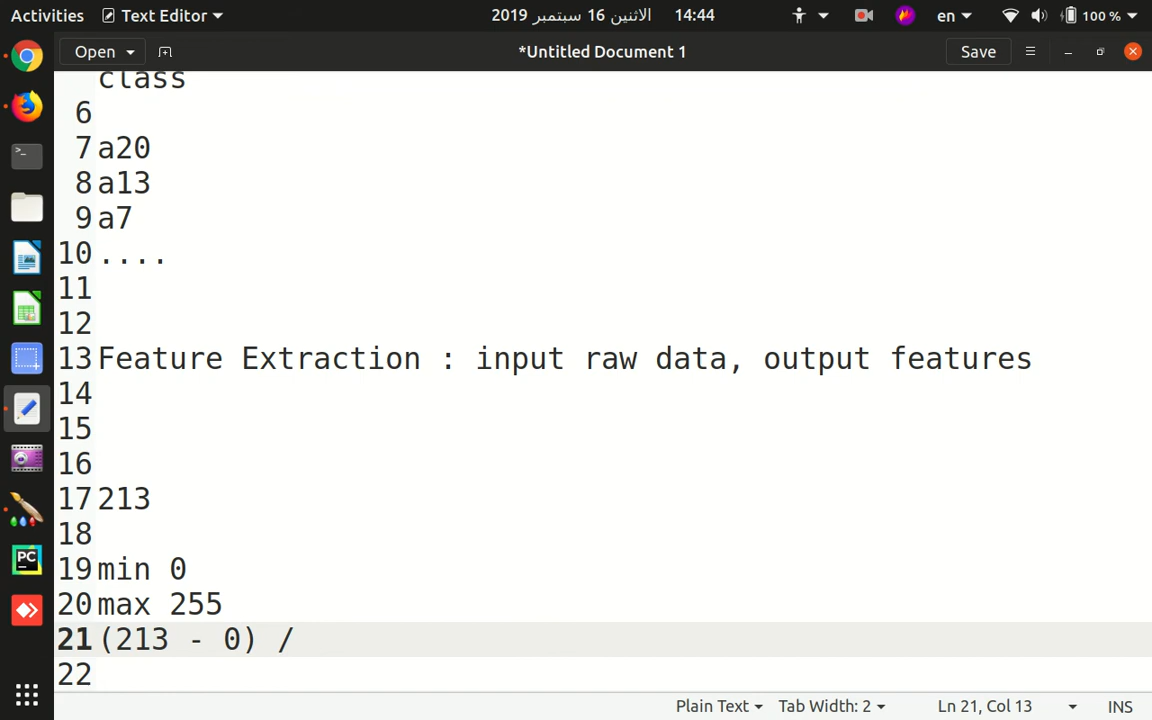 Activities Text Editor الاثنين 16 سبتمبر 2019 14:44 en 100 %
Open *Untitled Document 1 Save
class
6
7 a20
8 a13
9 a7
10 ....
11
12
13 Feature Extraction : input raw data, output features
14
15
16
17 213
18
19 min 0
20 max 255
21 (213 - 0) /
22
Plain Text Tab Width: 2 Ln 21, Col 13 INS